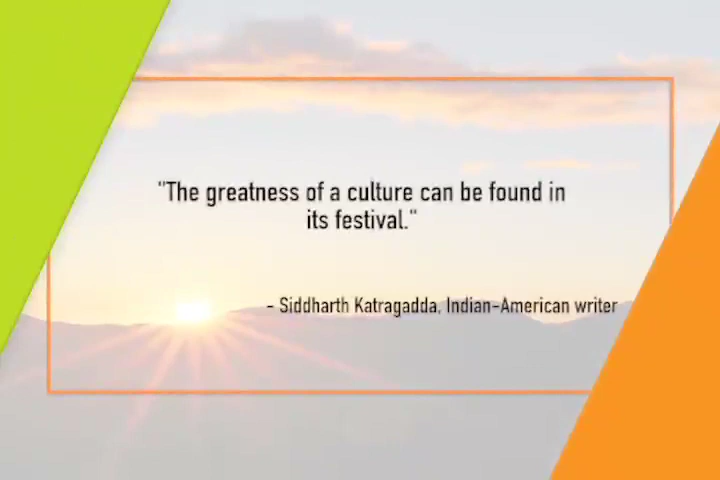 "The greatness of a culture can be found in
its festival."
- Siddharth Katragadda, Indian-American writer